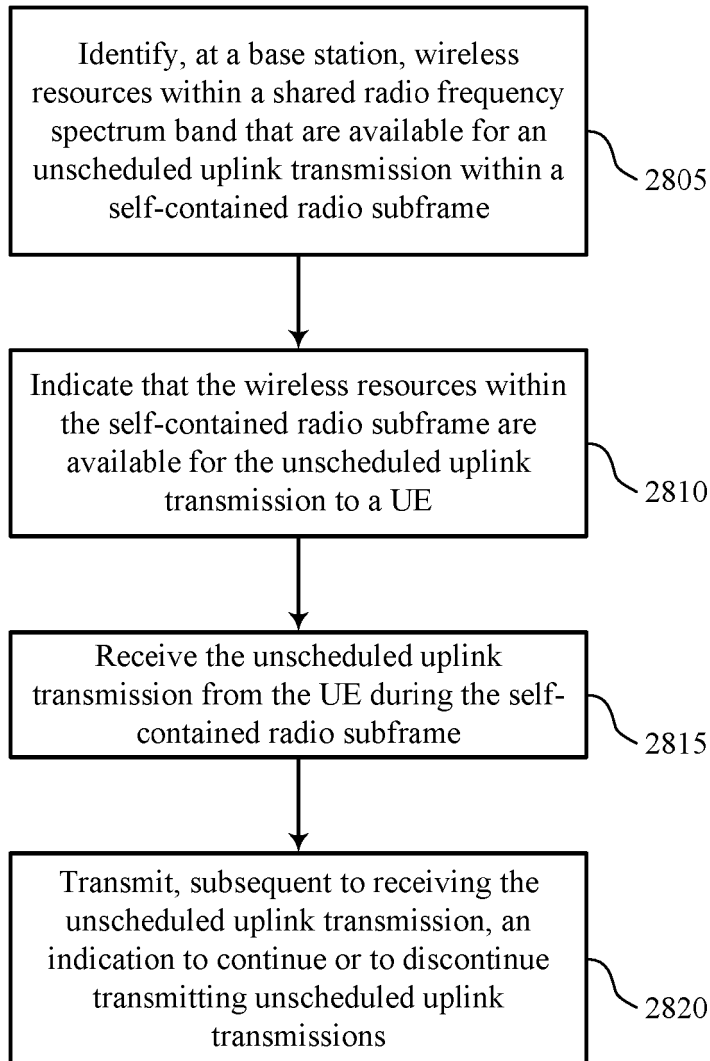 Identify, at a base station, wireless
resources within a shared radio frequency
spectrum band that are available for an
unscheduled uplink transmission within a
self-contained radio subframe
2805
Indicate that the wireless resources within
the self-contained radio subframe are
available for the unscheduled uplink
transmission to a UE
2810
Receive the unscheduled uplink
transmission from the UE during the self-
contained radio subframe
2815
Transmit, subsequent to receiving the
unscheduled uplink transmission, an
indication to continue or to discontinue
transmitting unscheduled uplink
transmissions
2820